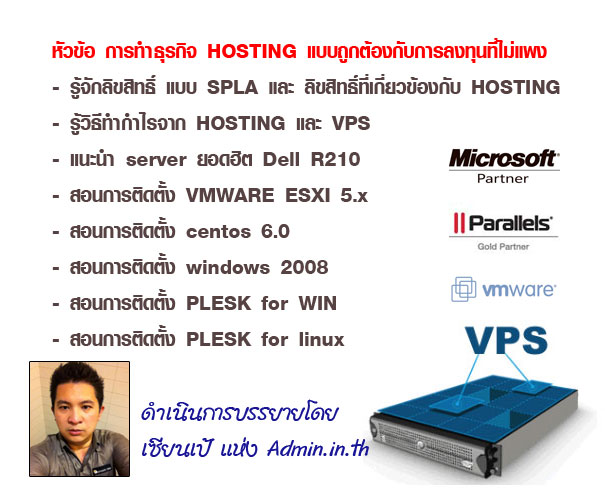 หัวข้อ การทำธุรกิจ HOSTING แบบถูกต้องกับการลงทุนที่ไม่แพง
- รู้จักลิขสิทธิ์ แบบ SPLA และ ลิขสิทธิ์ที่เกี่ยวข้องกับ HOSTING
- รู้วิธีทำกำไรจาก HOSTING และ VPS
- แนะนำ server ยอดฮิต Dell R210
- สอนการติดตั้ง VMWARE ESXI 5.x
- สอนการติดตั้ง centos 6.0
- สอนการติดตั้ง windows 2008
- สอนการติดตั้ง PLESK for WIN
- สอนการติดตั้ง PLESK for linux
Microsoft®
Partner
Parallels®
Gold Partner
vmware®
VPS
ดำเนินการบรรยายโดย
เซียนเป้ แห่ง Admin.in.th